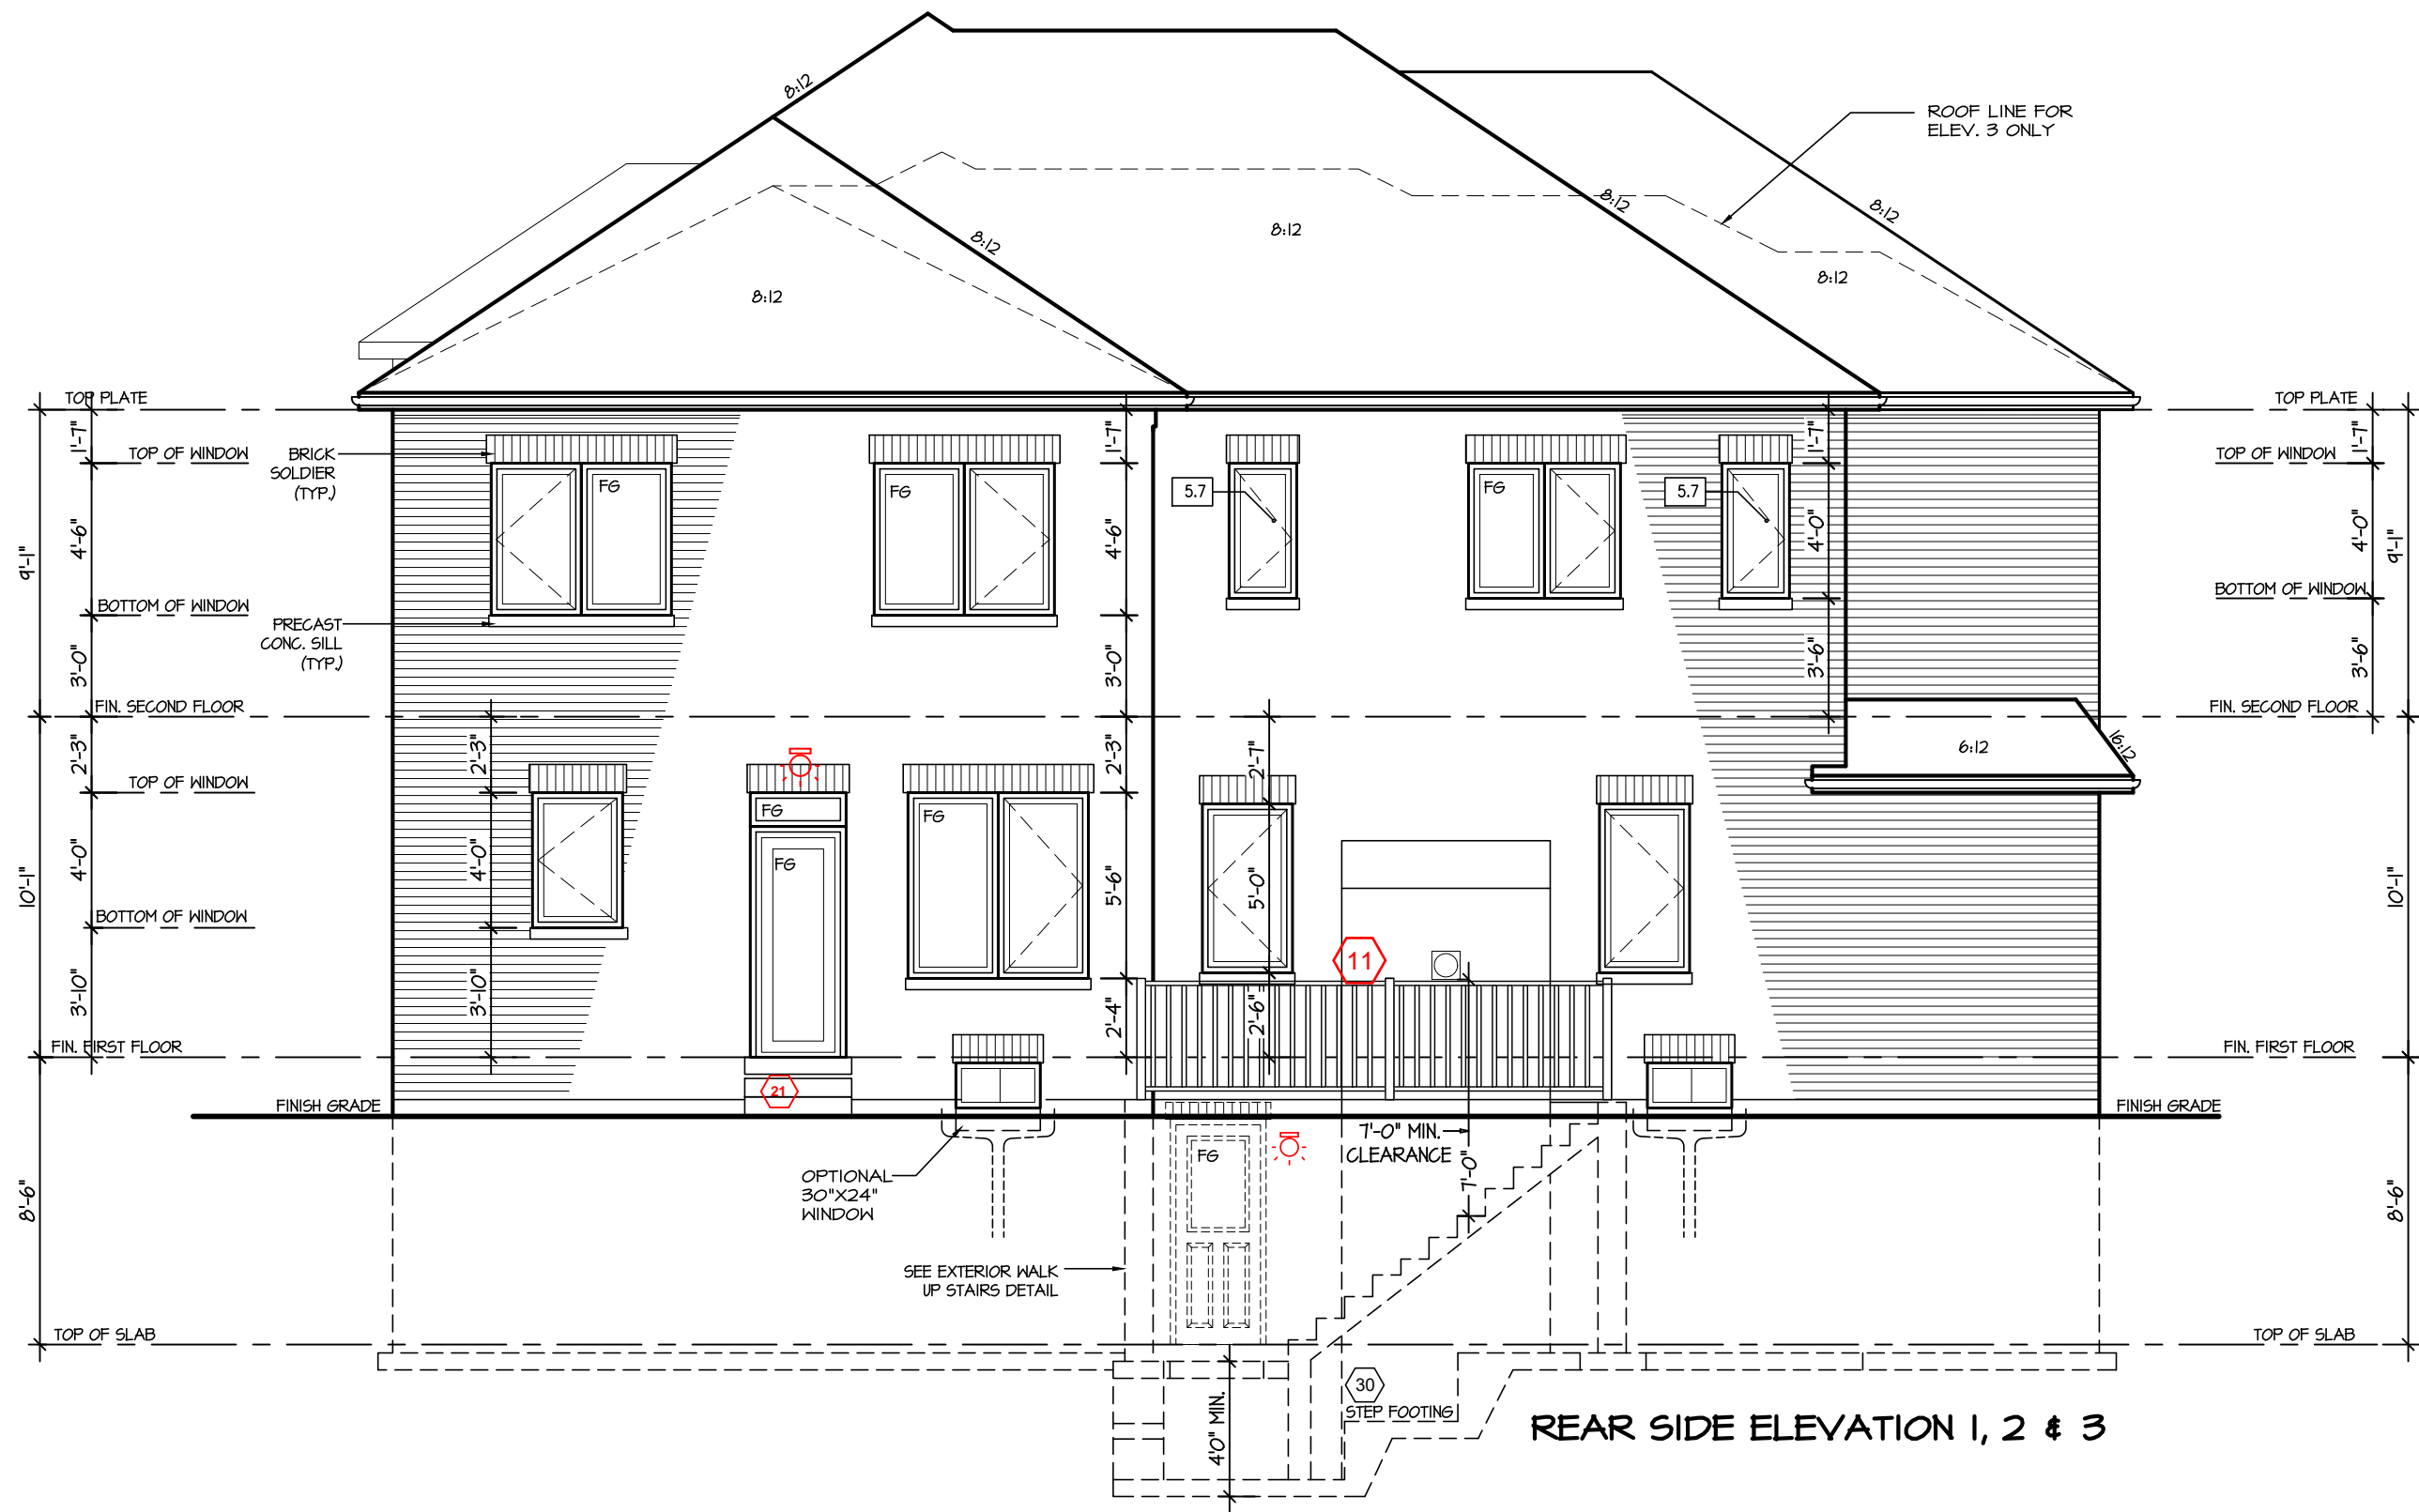 8:12
ROOF LINE FOR
ELEV. 3 ONLY
8:12
8:12
8:12
8:12
8:12
8:12
TOP PLATE
TOP PLATE
1'-7"
1'-7"
1'-7"
1'-7"
TOP OF WINDOW
BRICK
SOLDIER
(TYP.)
TOP OF WINDOW
FG
FG
5.7
FG
5.7
9'-1"
4'-6"
4'-6"
4'-0"
4'-0"
9'-1"
BOTTOM OF WINDOW
BOTTOM OF WINDOW
PRECAST
CONC. SILL
(TYP.)
3'-0"
3'-0"
3'-6"
3'-6"
FIN. SECOND FLOOR
FIN. SECOND FLOOR
2'-3"
2'-3"
2'-3"
2'-7"
6:12
16:12
TOP OF WINDOW
FG
FG
FG
10'-1"
4'-0"
4'-0"
5'-6"
5'-0"
10'-1"
BOTTOM OF WINDOW
11
3'-10"
3'-10"
2'-4"
2'-6"
FIN. FIRST FLOOR
FIN. FIRST FLOOR
21
FINISH GRADE
FINISH GRADE
7'-0" MIN.
CLEARANCE
7'-0"
FG
OPTIONAL
30"X24"
WINDOW
8'-6"
8'-6"
SEE EXTERIOR WALK
UP STAIRS DETAIL
TOP OF SLAB
TOP OF SLAB
30
STEP FOOTING
4'0" MIN.
REAR SIDE ELEVATION 1, 2 & 3